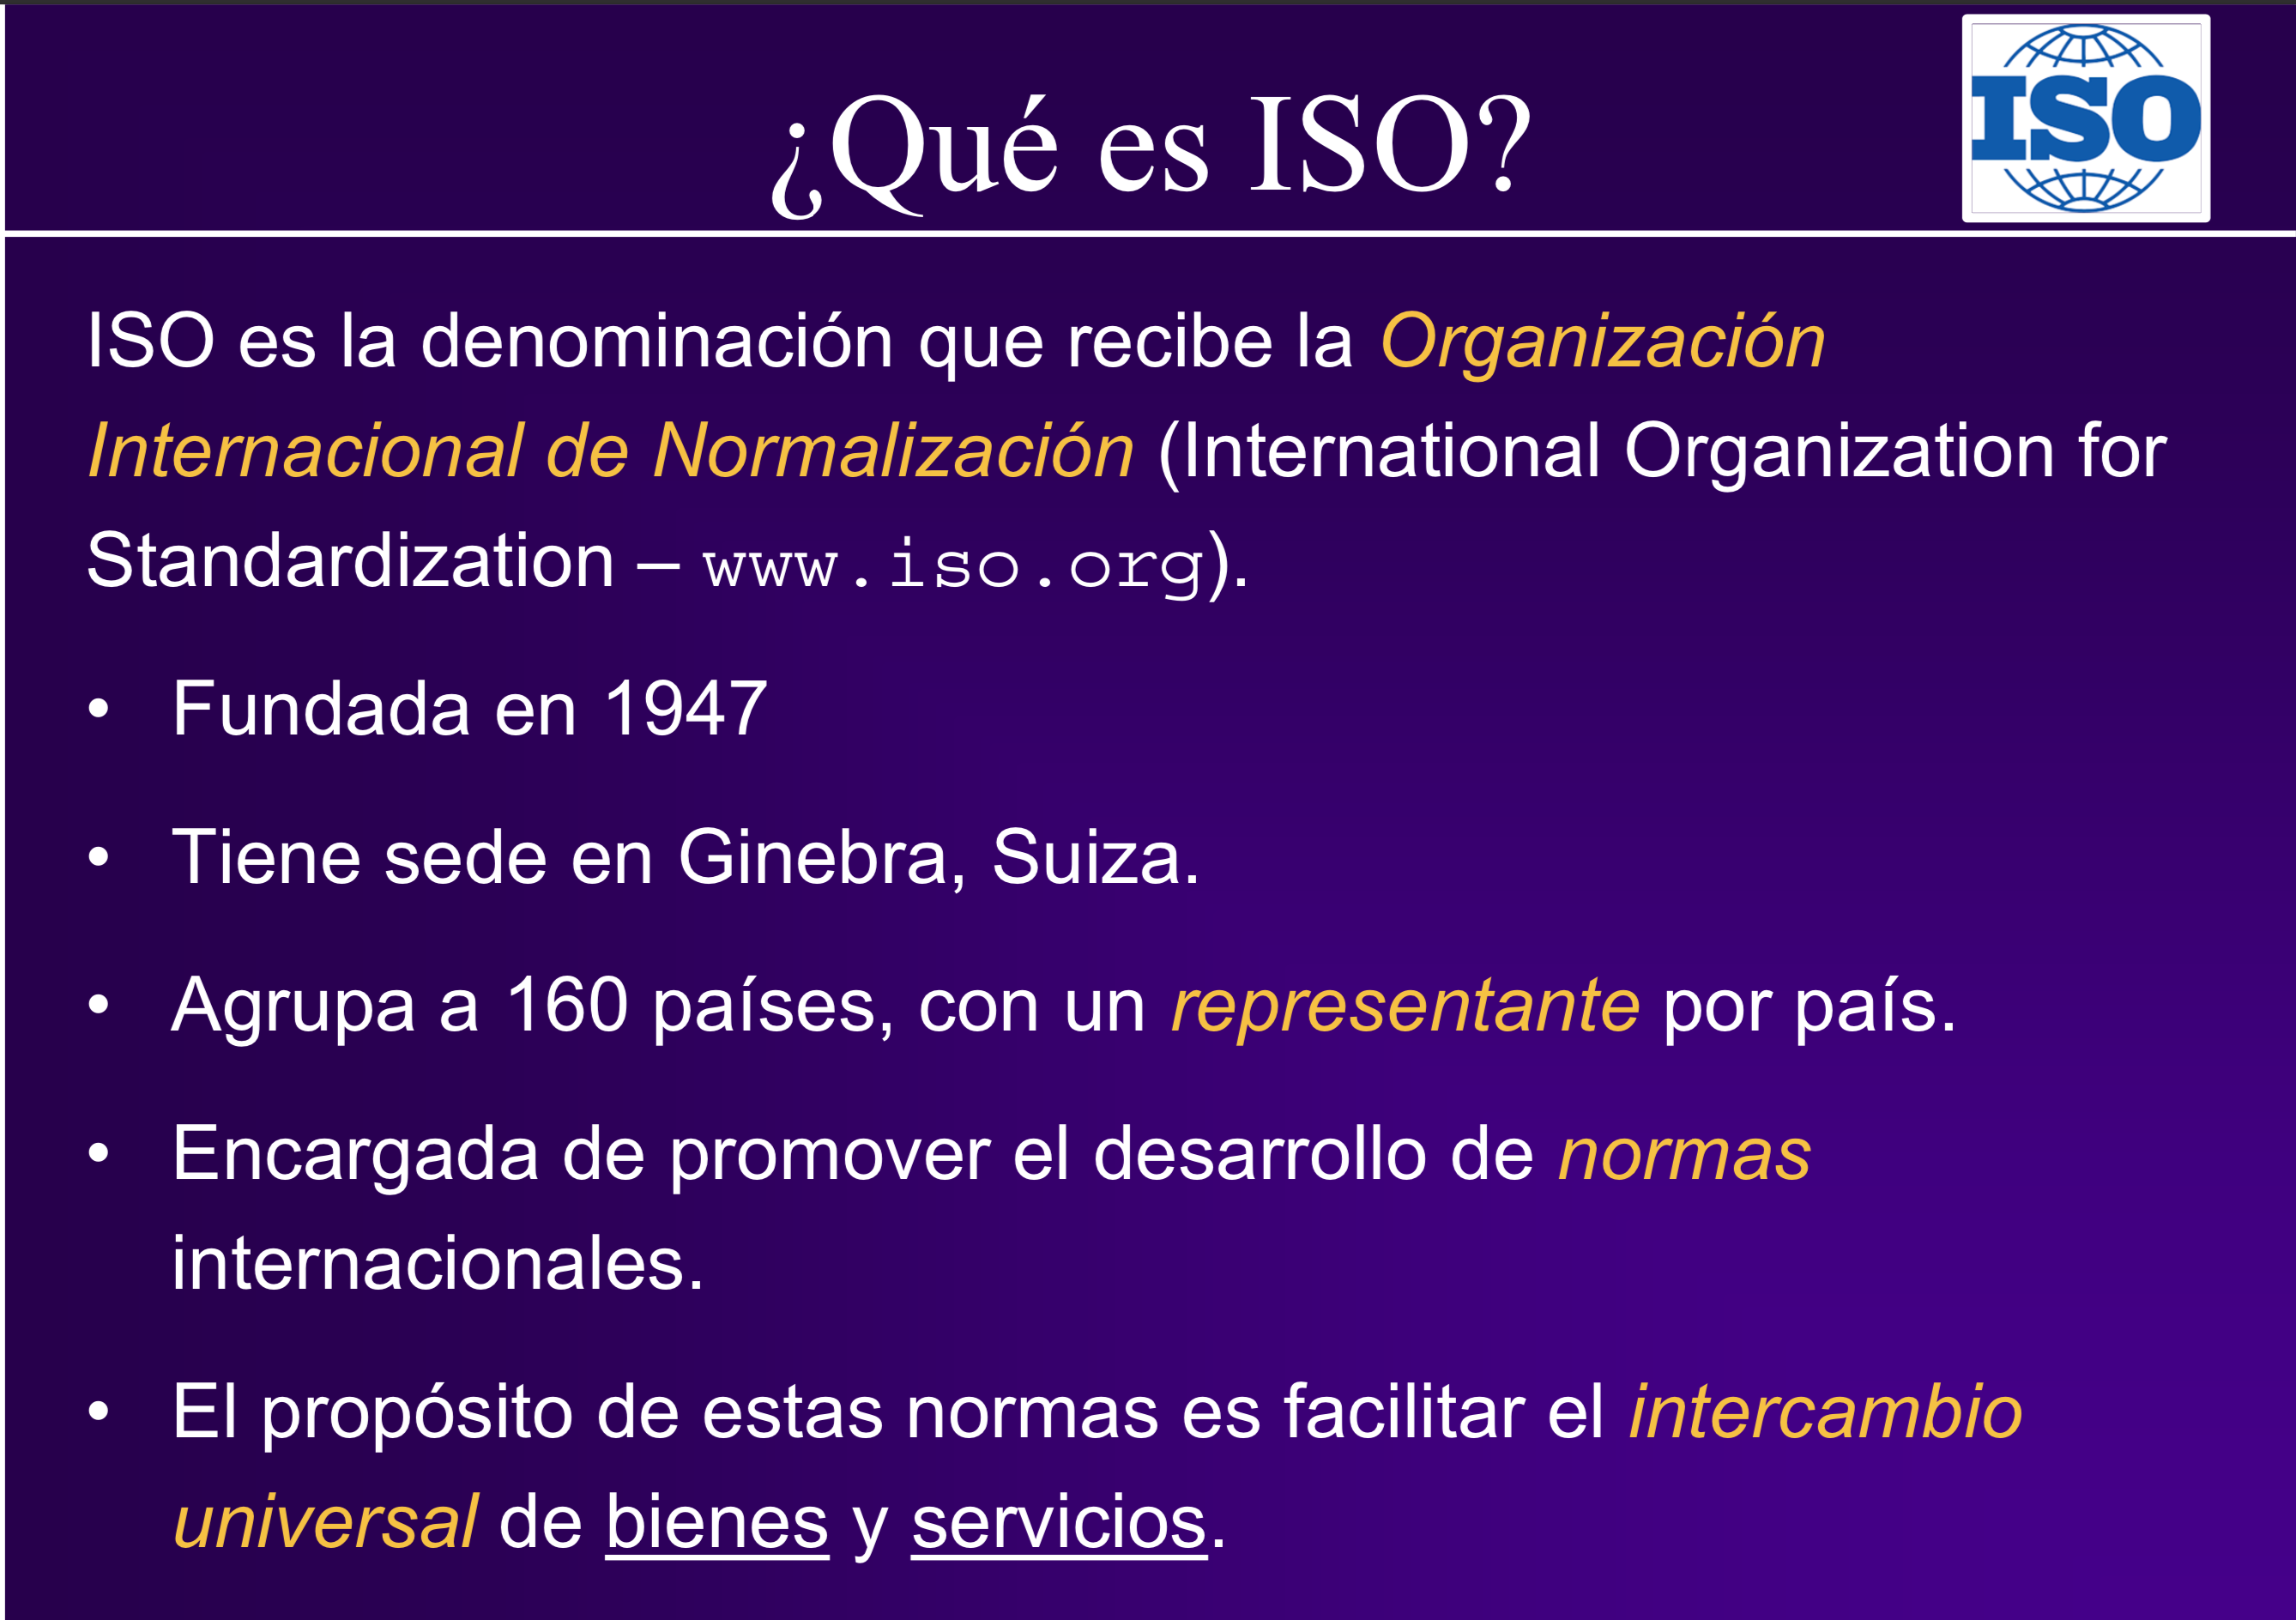 ¿Qué es ISO?
ISO
ISO es la denominación que recibe la Organización
Internacional de Normalización (International Organization for
Standardization – www.iso.org).
• Fundada en 1947
• Tiene sede en Ginebra, Suiza.
• Agrupa a 160 países, con un representante por país.
• Encargada de promover el desarrollo de normas
internacionales.
• El propósito de estas normas es facilitar el intercambio
universal de bienes y servicios.